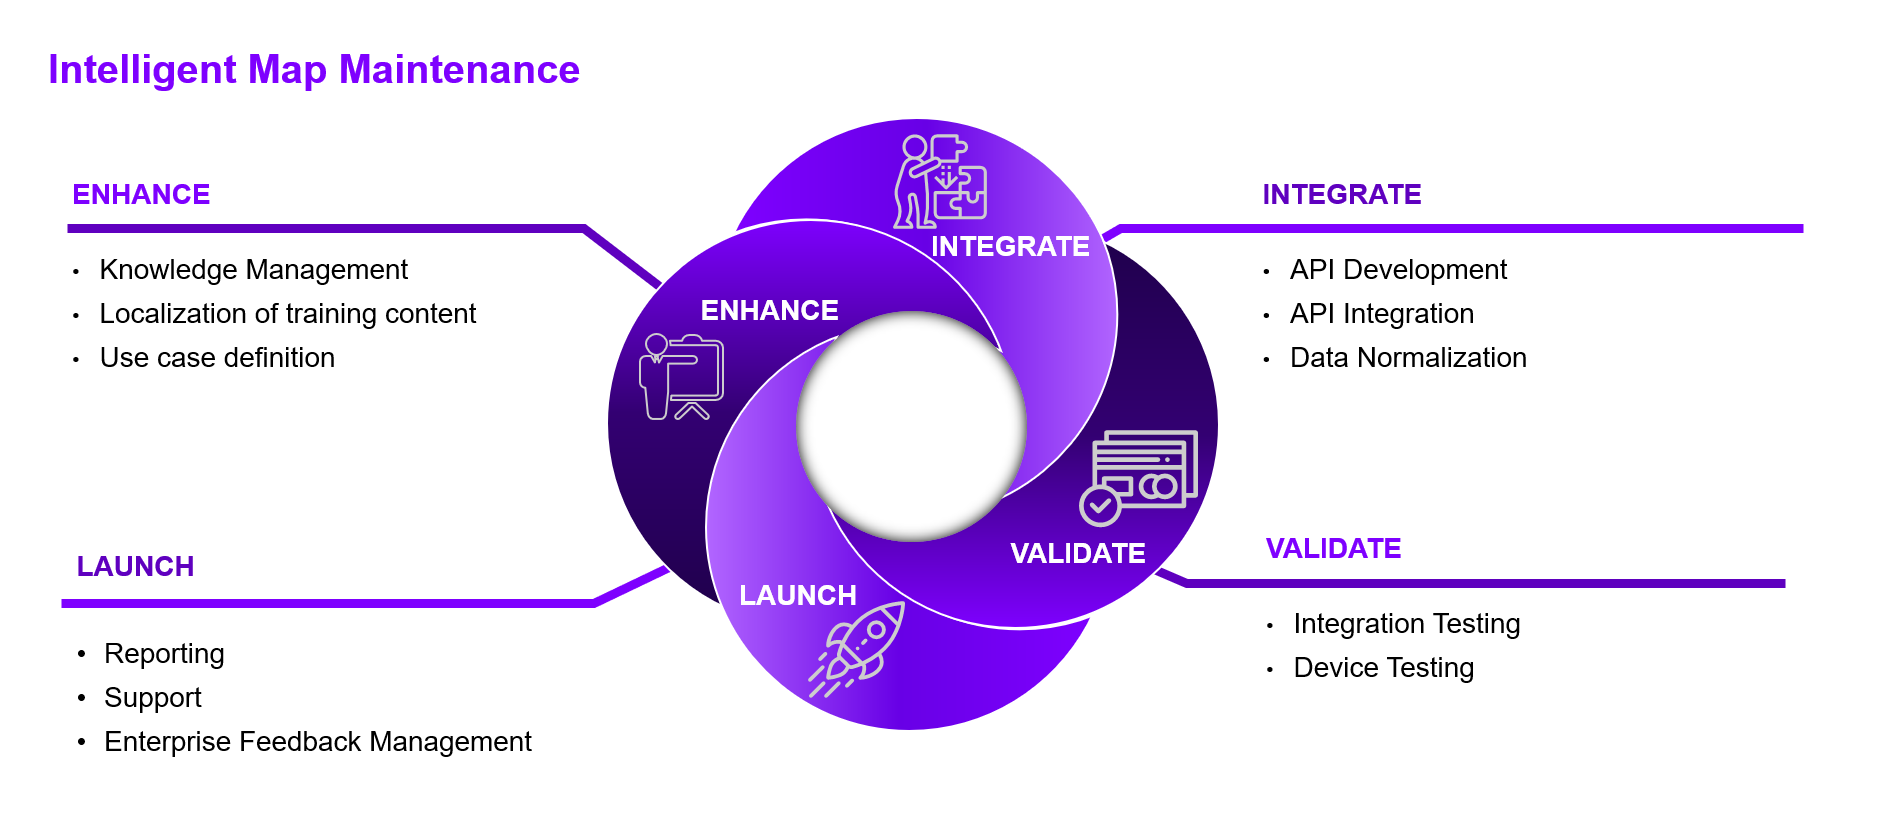 Intelligent Map Maintenance
ENHANCE
• Knowledge Management
• Localization of training content
• Use case definition
LAUNCH
• Reporting
• Support
• Enterprise Feedback Management
INTEGRATE
ENHANCE
VALIDATE
LAUNCH
INTEGRATE
• API Development
• API Integration
• Data Normalization
VALIDATE
• Integration Testing
• Device Testing